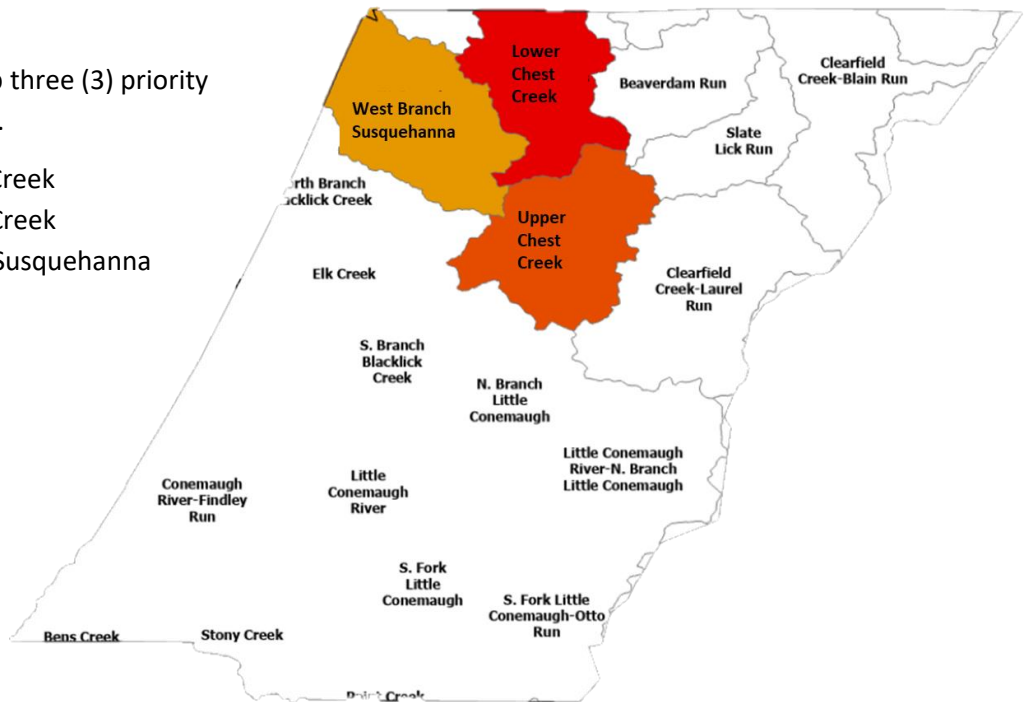 three (3) priority
Creek
Creek
Susquehanna
Lower
Chest
Creek
Beaverdam Run
Clearfield
Creek-Blain Run
West Branch
Susquehanna
Slate
Lick Run
rth Branch
acklick Creek
Upper
Chest
Creek
Elk Creek
Clearfield
Creek-Laurel
Run
S. Branch
Blacklick
Creek
N. Branch
Little
Conemaugh
Little Conemaugh
River-N. Branch
Little Conemaugh
Conemaugh
River-Findley
Run
Little
Conemaugh
River
S. Fork
Little
Conemaugh
S. Fork Little
Conemaugh-Otto
Run
Bens Creek
Stony Creek
Creek